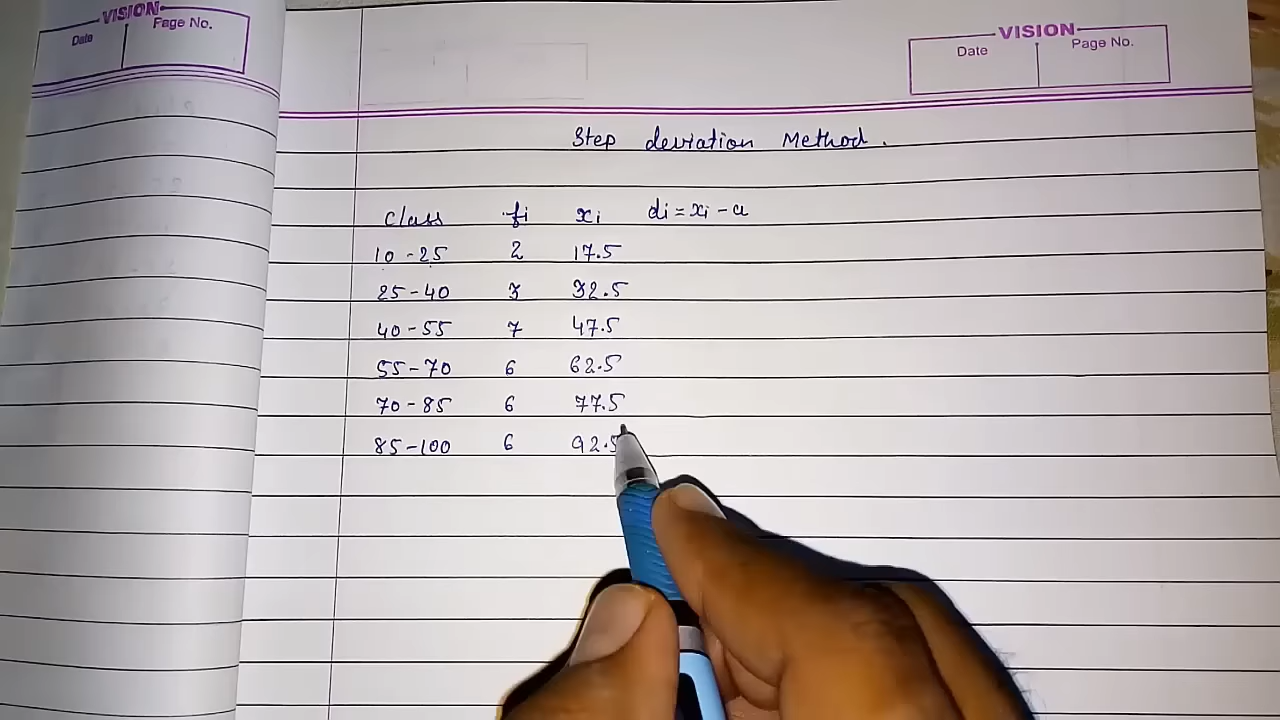 VISION
Date Page No.
VISION
Date Page No.
Step deviation Method.
Class fi xi di = xi - a
10-25 2 17.5
25-40 3 32.5
40-55 7 47.5
55-70 6 62.5
70-85 6 77.5
85-100 6 92.5